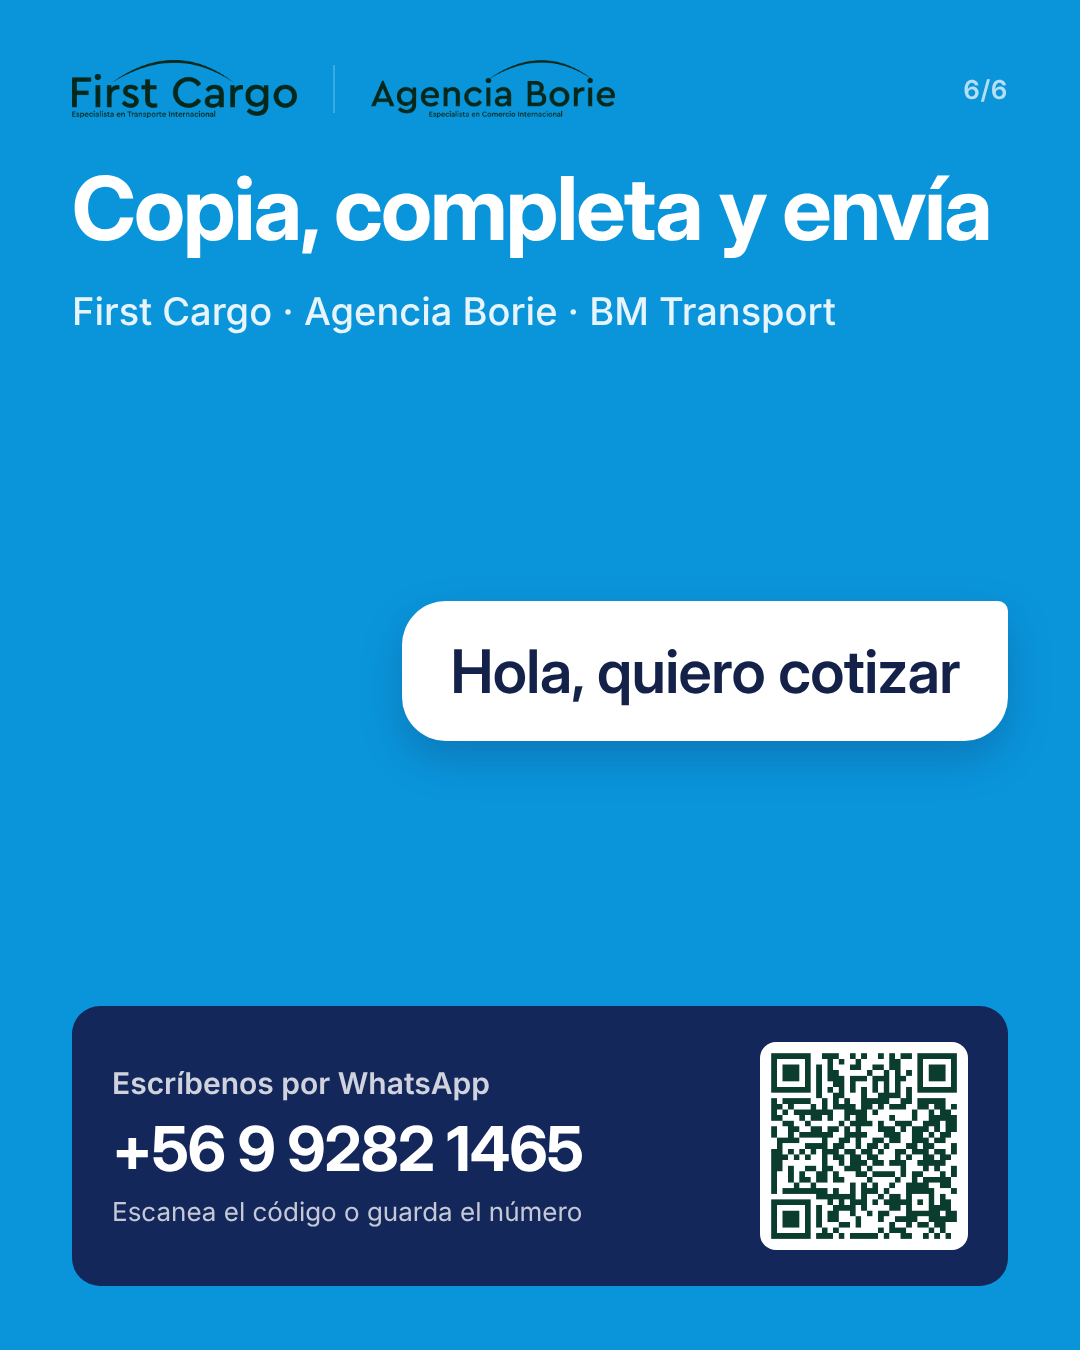 First Cargo
Especialista en Transporte Internacional
Agencia Borie
Especialista en Comercio Internacional
6/6
Copia, completa y envía
First Cargo · Agencia Borie · BM Transport
Hola, quiero cotizar
Escríbenos por WhatsApp
+56 9 9282 1465
Escanea el código o guarda el número